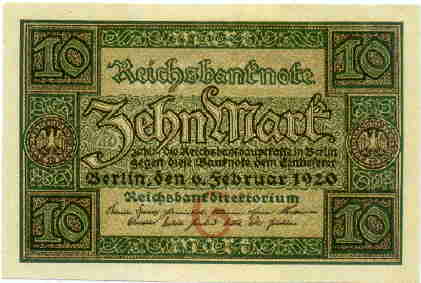 10 10
Reichsbanknote
Zehn Mark
zahlt die Reichsbankhauptkasse in Berlin
gegen diese Banknote dem Einlieferer
Berlin, den 6. Februar 1920
Reichsbankdirektorium
10 10